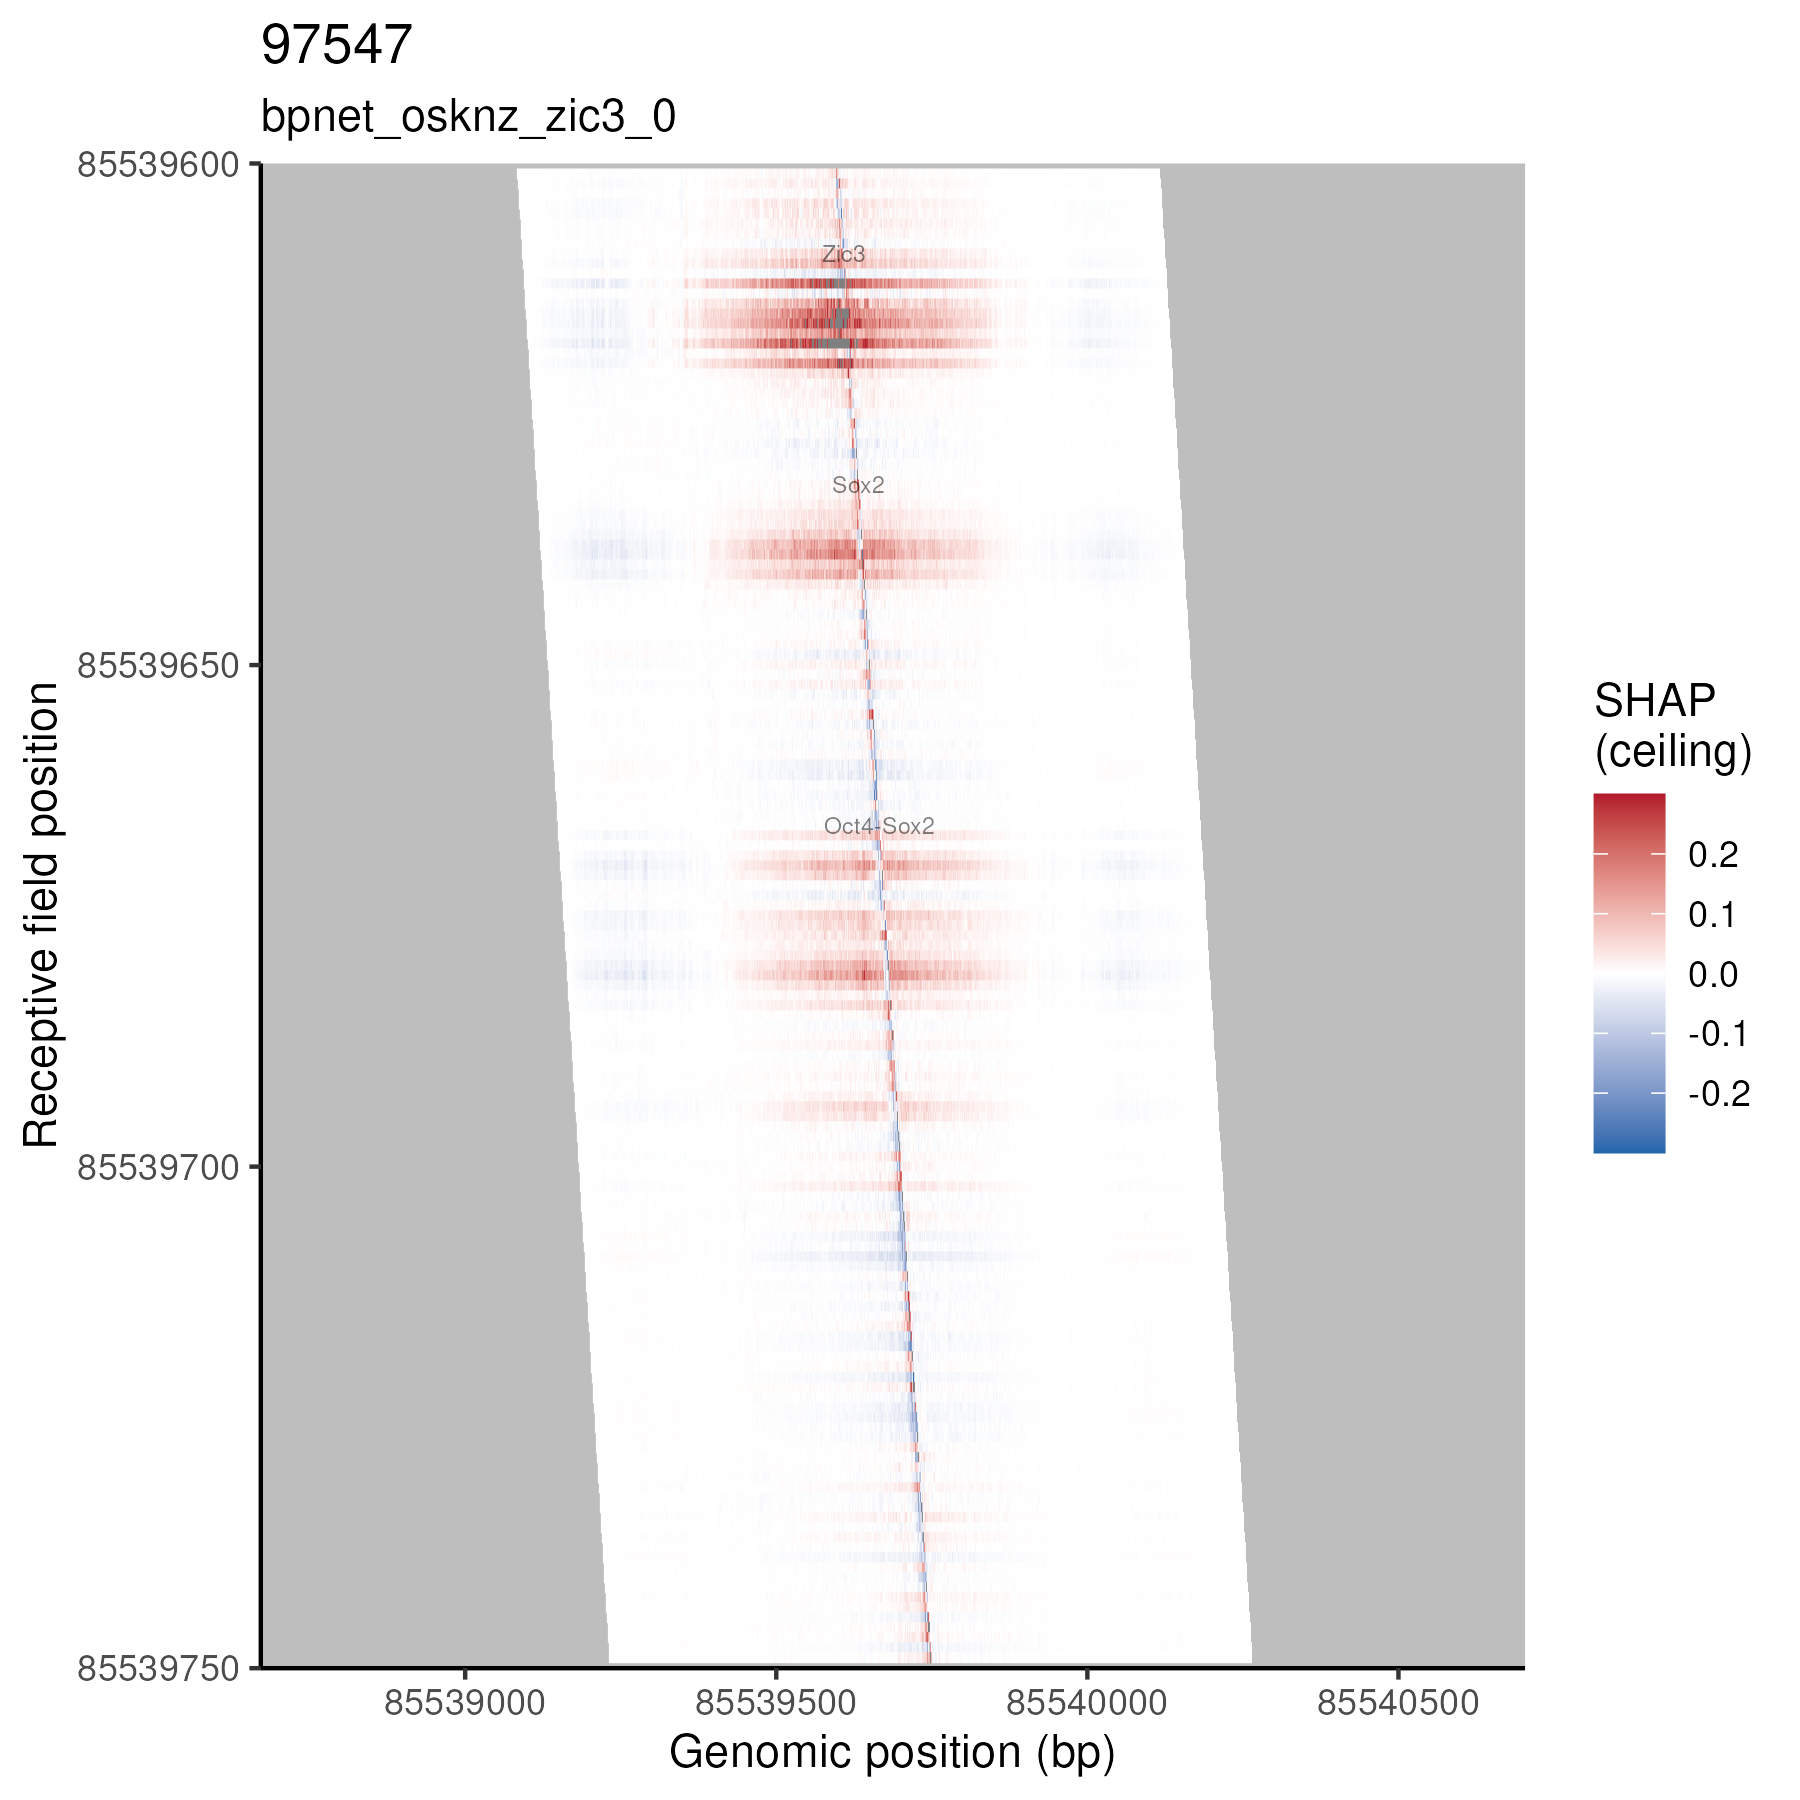 97547
bpnet_osknz_zic3_0
85539600
Zic3
Sox2
85539650
Oct4-Sox2
85539700
85539750
Receptive field position
85539000
85539500
85540000
85540500
Genomic position (bp)
SHAP
(ceiling)
0.2
0.1
0.0
-0.1
-0.2